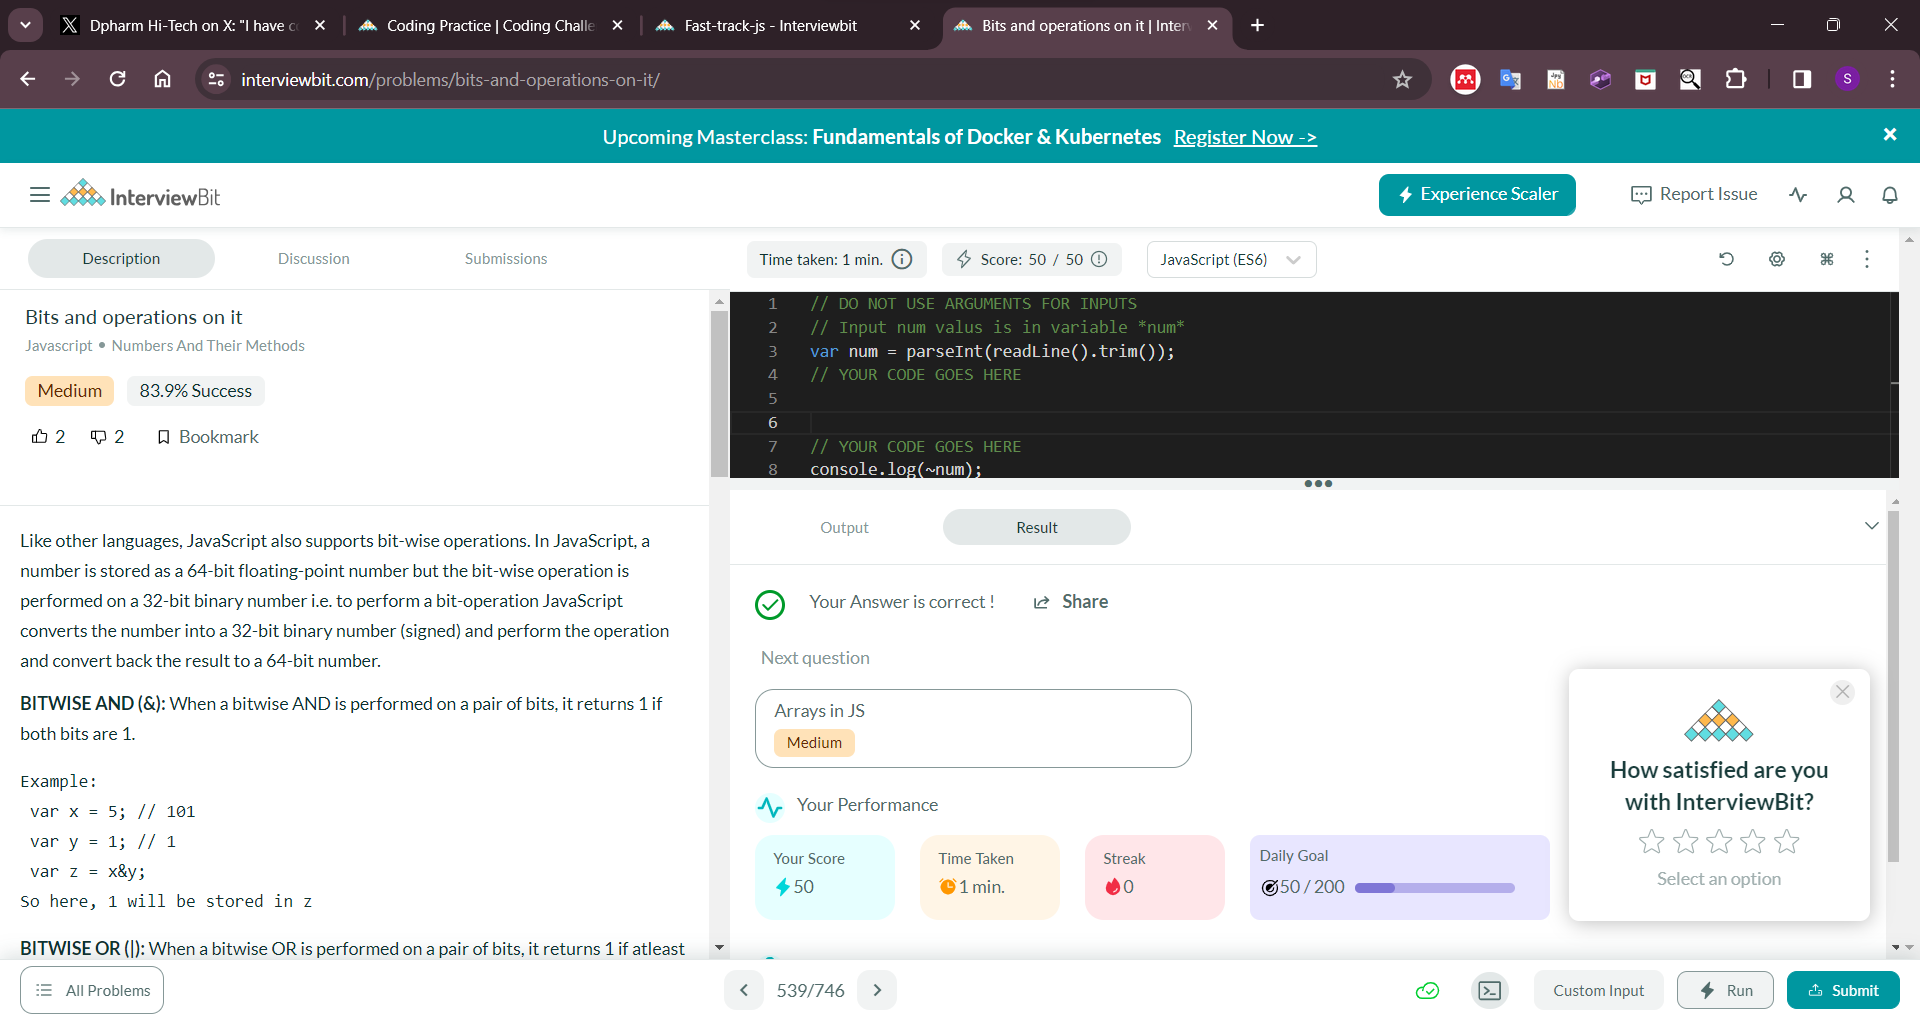 Dpharm Hi-Tech on X: "I have c
Coding Practice | Coding Challe
Fast-track-js - Interviewbit
Bits and operations on it | Inter
interviewbit.com/problems/bits-and-operations-on-it/
S
Upcoming Masterclass: Fundamentals of Docker & Kubernetes Register Now ->
InterviewBit
Experience Scaler
Report Issue
Description
Discussion
Submissions
Time taken: 1 min.
Score: 50 / 50
JavaScript (ES6)
Bits and operations on it
Javascript • Numbers And Their Methods
Medium
83.9% Success
2
2
Bookmark
Like other languages, JavaScript also supports bit-wise operations. In JavaScript, a
number is stored as a 64-bit floating-point number but the bit-wise operation is
performed on a 32-bit binary number i.e. to perform a bit-operation JavaScript
converts the number into a 32-bit binary number (signed) and perform the operation
and convert back the result to a 64-bit number.
BITWISE AND (&): When a bitwise AND is performed on a pair of bits, it returns 1 if
both bits are 1.
Example:
var x = 5; // 101
var y = 1; // 1
var z = x&y;
So here, 1 will be stored in z
BITWISE OR (|): When a bitwise OR is performed on a pair of bits, it returns 1 if atleast
1 // DO NOT USE ARGUMENTS FOR INPUTS
2 // Input num valus is in variable *num*
3 var num = parseInt(readLine().trim());
4 // YOUR CODE GOES HERE
5
6
7 // YOUR CODE GOES HERE
8 console.log(~num);
Output
Result
Your Answer is correct !
Share
Next question
Arrays in JS
Medium
Your Performance
Your Score
50
Time Taken
1 min.
Streak
0
Daily Goal
50 / 200
How satisfied are you
with InterviewBit?
Select an option
All Problems
539/746
Custom Input
Run
Submit